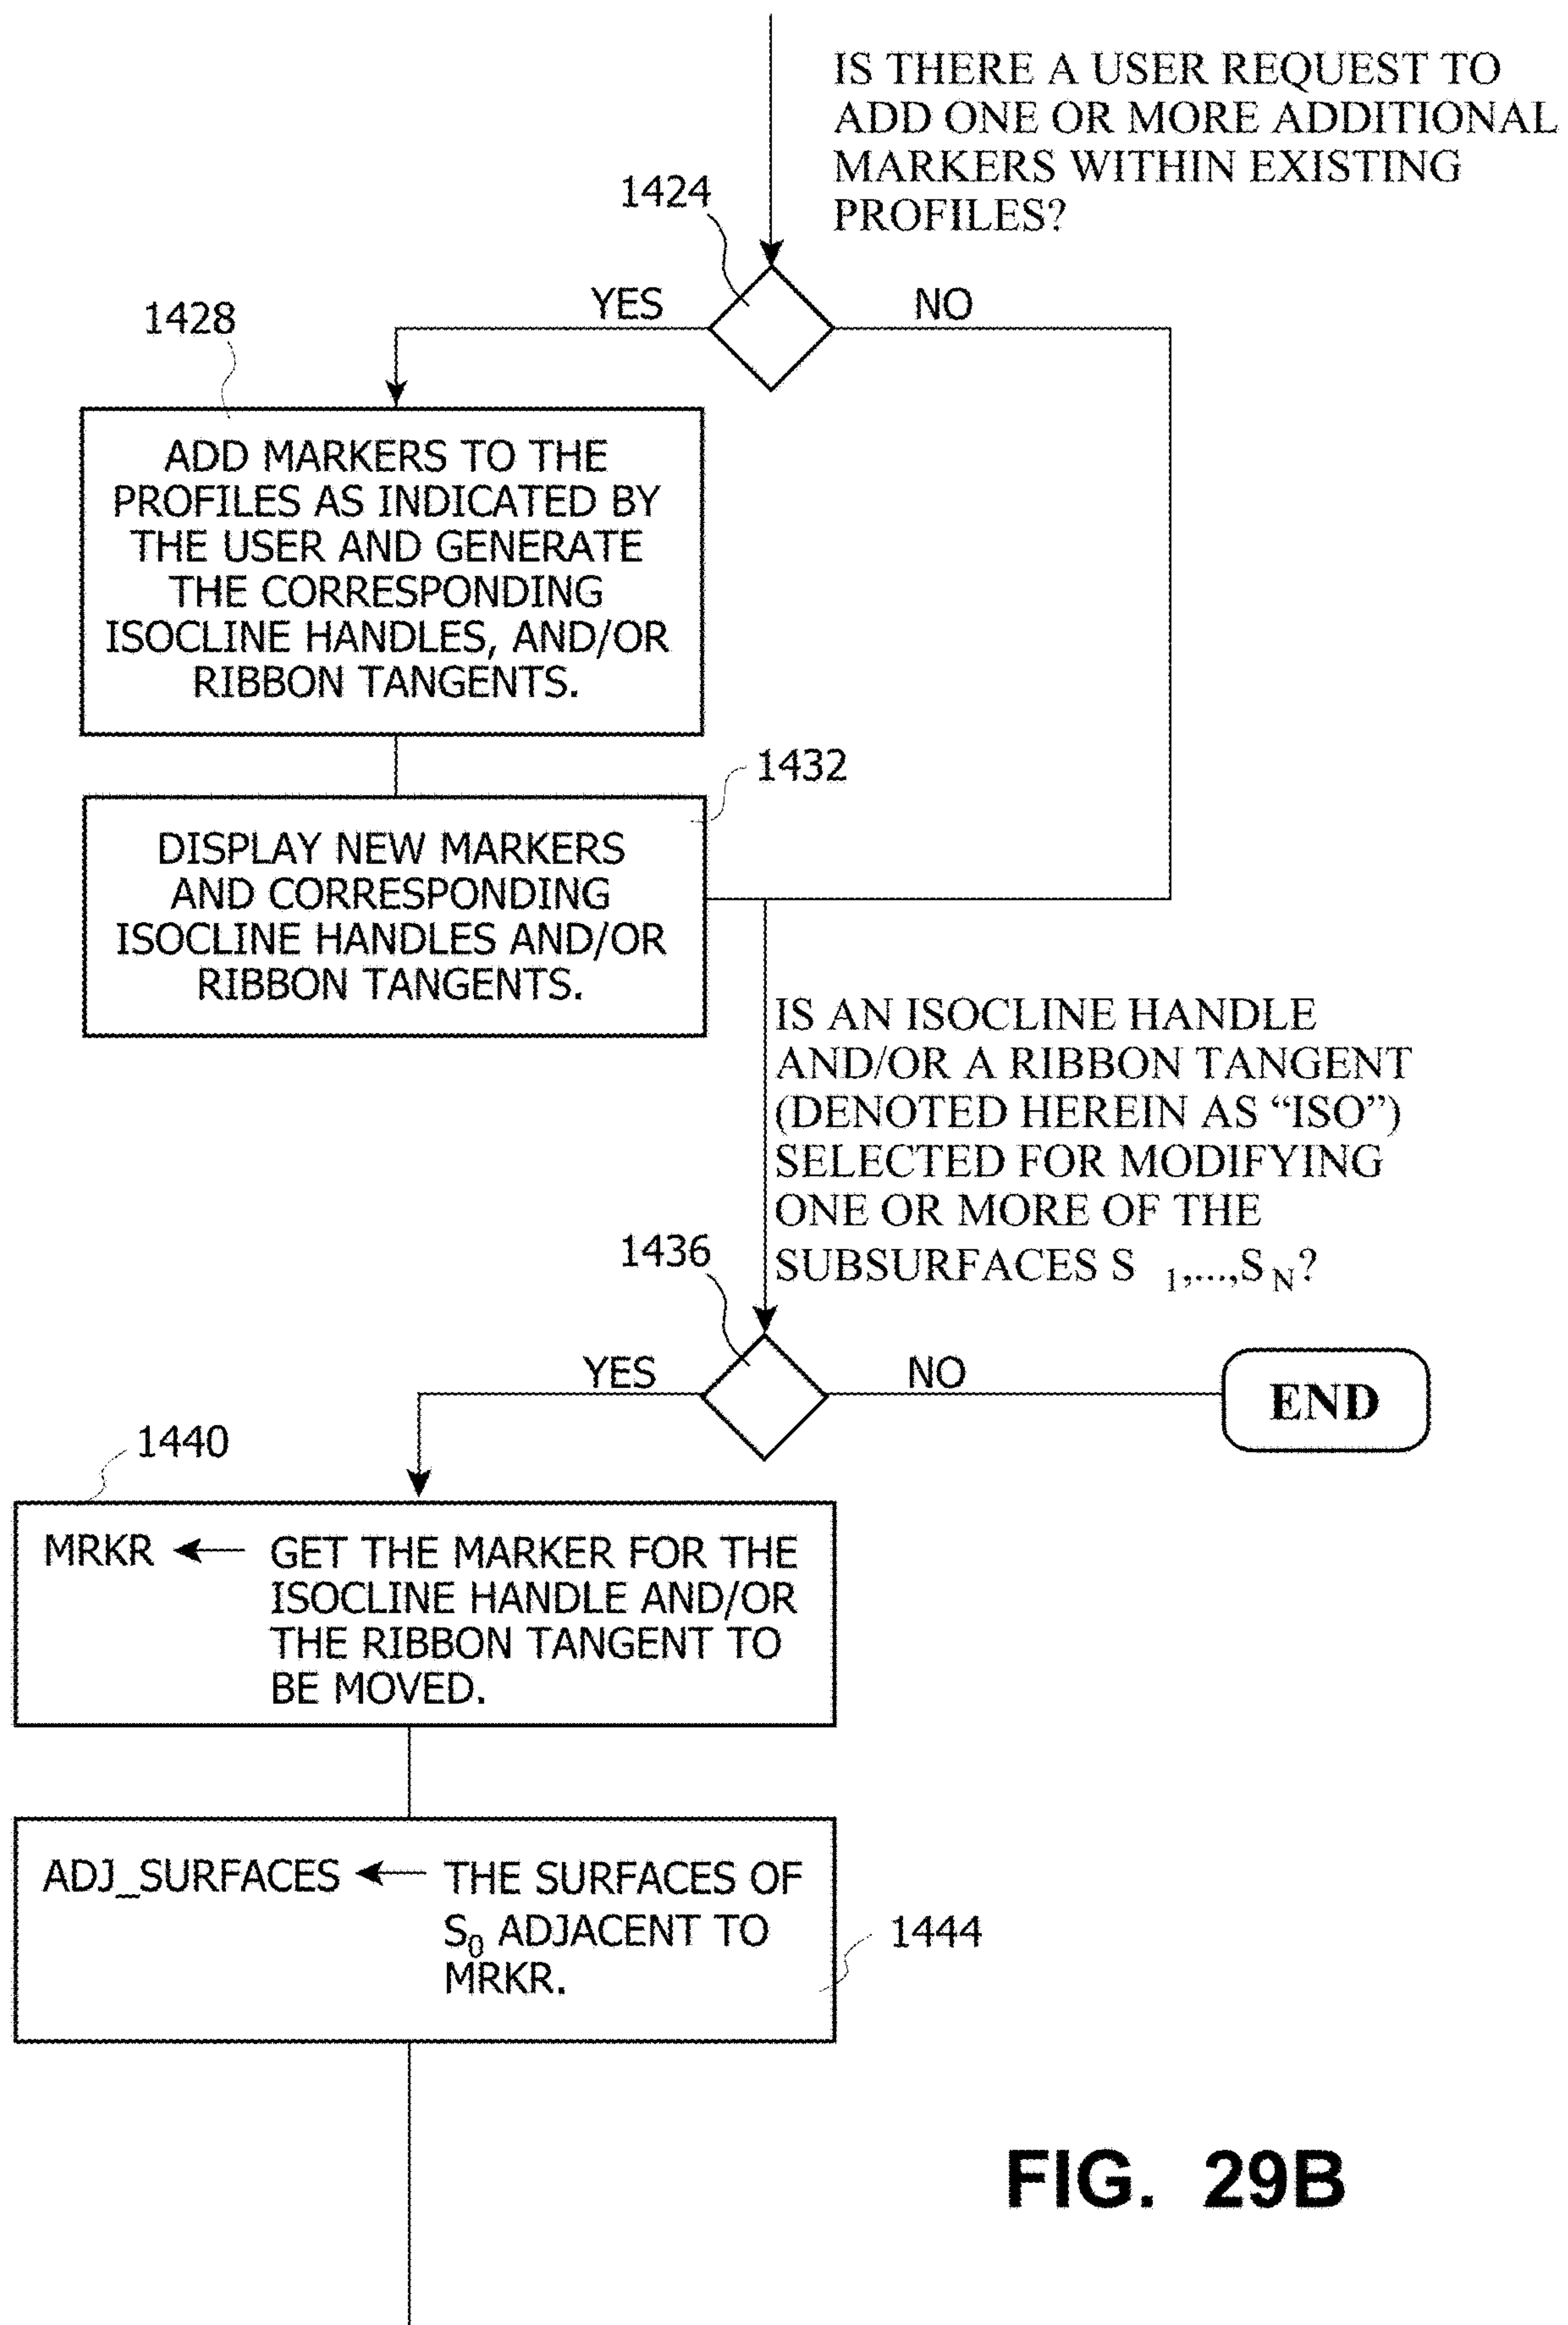 IS THERE A USER REQUEST TO
ADD ONE OR MORE ADDITIONAL
MARKERS WITHIN EXISTING
PROFILES?
1424
YES
NO
1428
ADD MARKERS TO THE
PROFILES AS INDICATED BY
THE USER AND GENERATE
THE CORRESPONDING
ISOCLINE HANDLES, AND/OR
RIBBON TANGENTS.
1432
DISPLAY NEW MARKERS
AND CORRESPONDING
ISOCLINE HANDLES AND/OR
RIBBON TANGENTS.
IS AN ISOCLINE HANDLE
AND/OR A RIBBON TANGENT
(DENOTED HEREIN AS “ISO”)
SELECTED FOR MODIFYING
ONE OR MORE OF THE
SUBSURFACES S 1,...,S N?
1436
YES
NO
END
1440
MRKR ← GET THE MARKER FOR THE
ISOCLINE HANDLE AND/OR
THE RIBBON TANGENT TO
BE MOVED.
ADJ_SURFACES ← THE SURFACES OF
S0 ADJACENT TO
MRKR.
1444
FIG. 29B